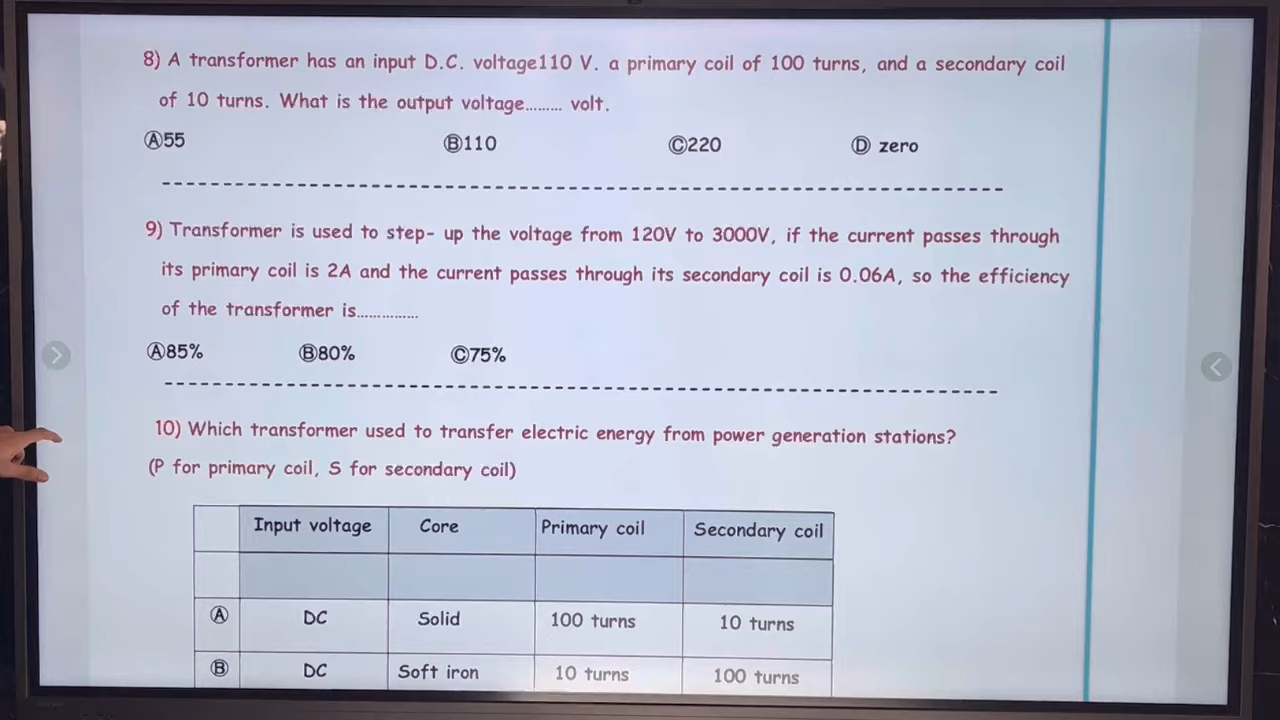 8) A transformer has an input D.C. voltage110 V. a primary coil of 100 turns, and a secondary coil
of 10 turns. What is the output voltage......... volt.
Ⓐ55 Ⓑ110 Ⓒ220 Ⓓ zero
9) Transformer is used to step- up the voltage from 120V to 3000V, if the current passes through
its primary coil is 2A and the current passes through its secondary coil is 0.06A, so the efficiency
of the transformer is...............
Ⓐ85% Ⓑ80% Ⓒ75%
10) Which transformer used to transfer electric energy from power generation stations?
(P for primary coil, S for secondary coil)
Input voltage Core Primary coil Secondary coil
Ⓐ DC Solid 100 turns 10 turns
Ⓑ DC Soft iron 10 turns 100 turns